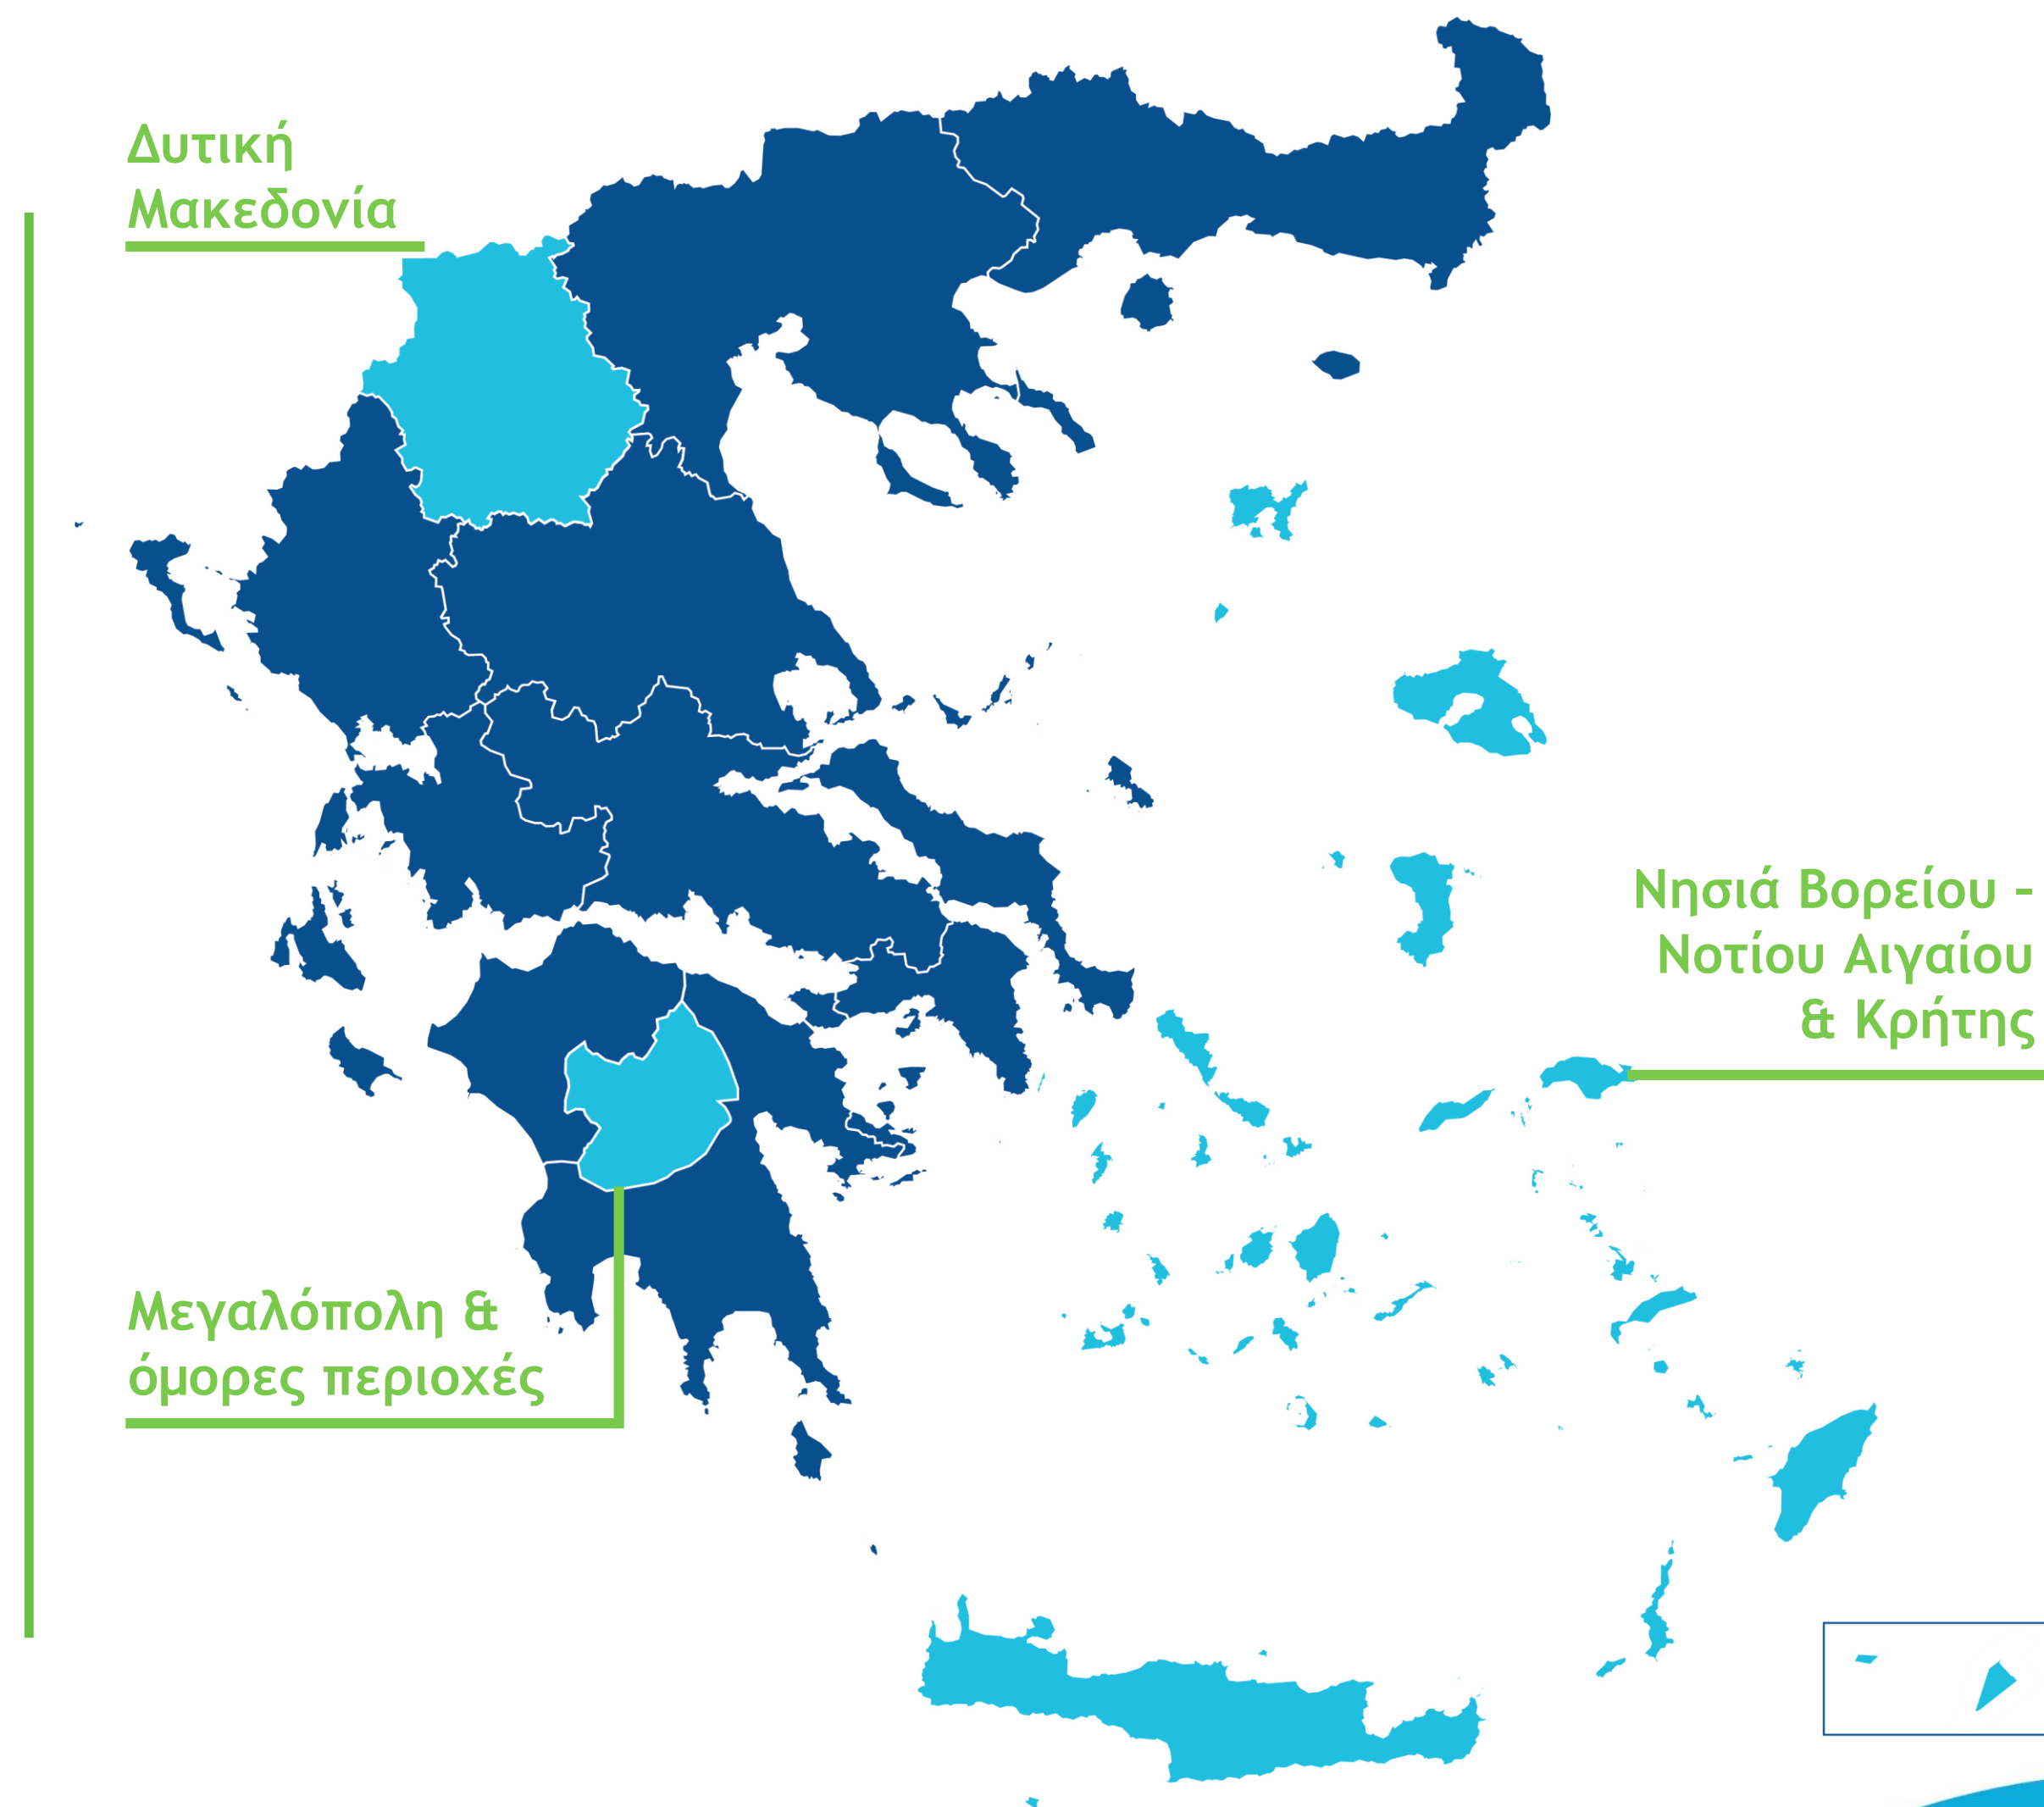 Δυτική
Μακεδονία
Νησιά Βορείου -
Νοτίου Αιγαίου
& Κρήτης
Μεγαλόπολη &
όμορες περιοχές